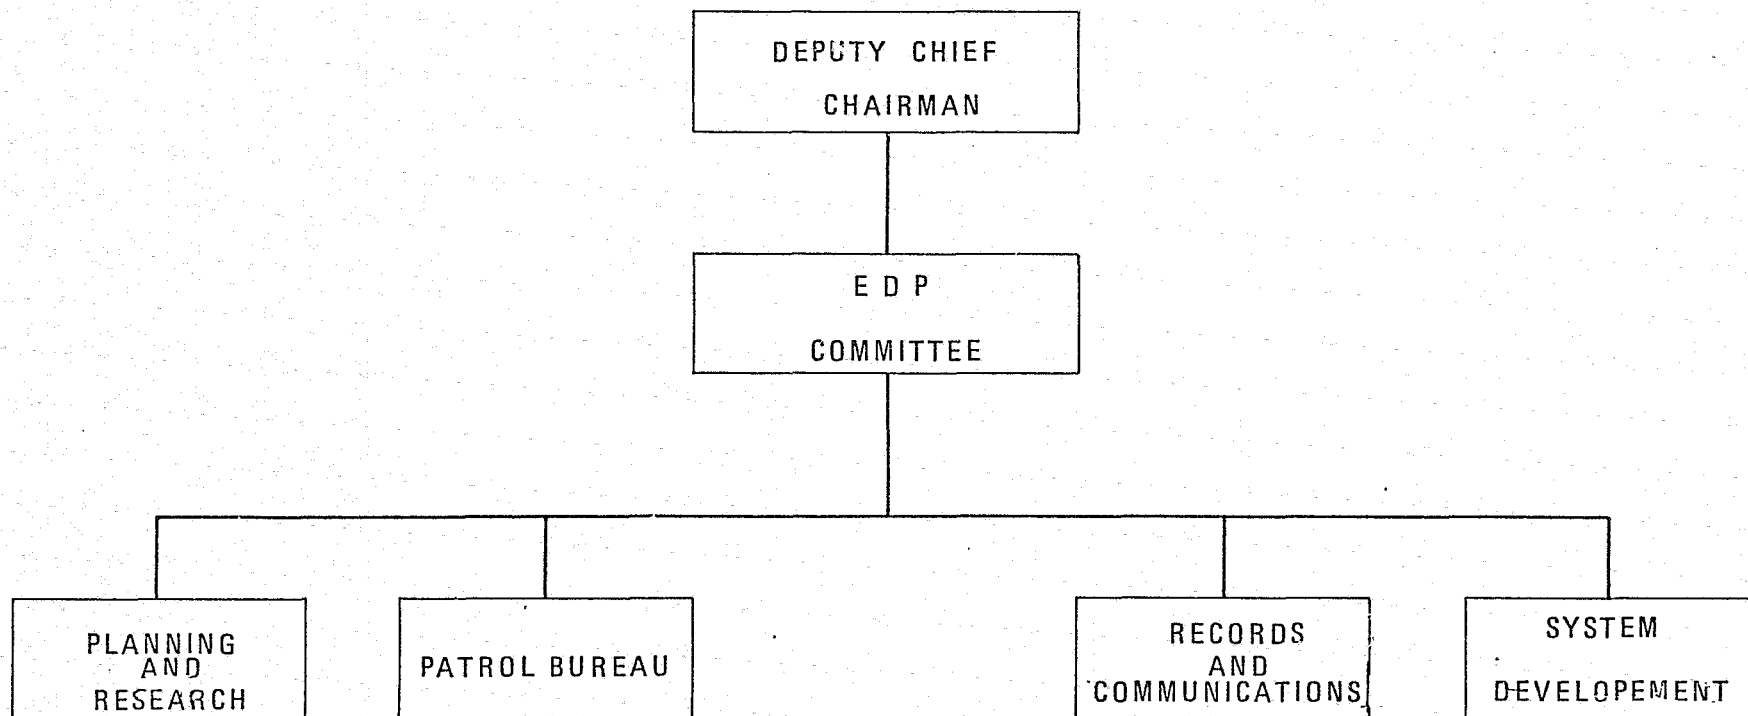 DEPUTY CHIEF
CHAIRMAN
E D P
COMMITTEE
PLANNING
AND
RESEARCH
PATROL BUREAU
RECORDS
AND
COMMUNICATIONS
SYSTEM
DEVELOPEMENT